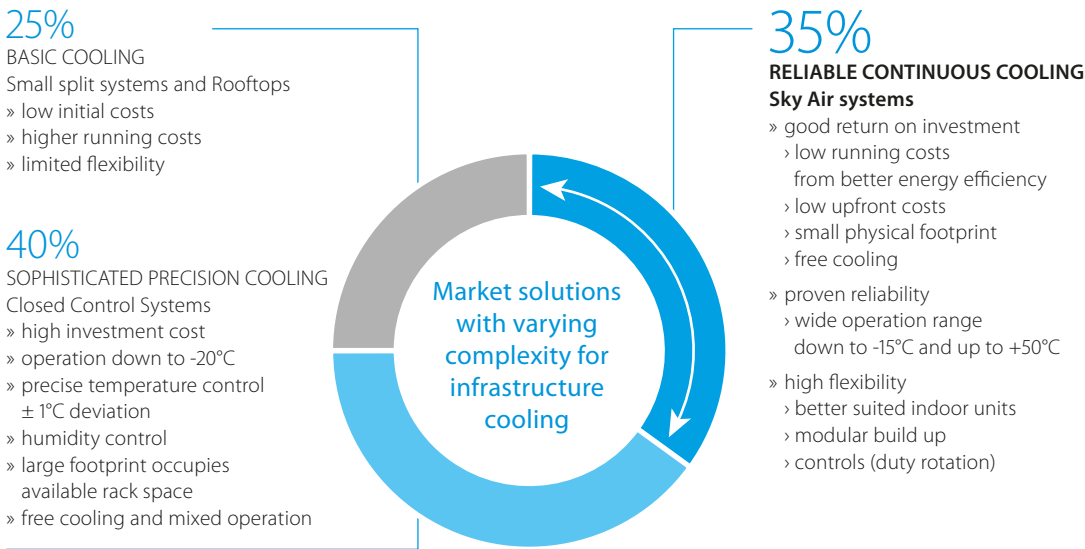 25%
BASIC COOLING
Small split systems and Rooftops
» low initial costs
» higher running costs
» limited flexibility
40%
SOPHISTICATED PRECISION COOLING
Closed Control Systems
» high investment cost
» operation down to -20°C
» precise temperature control
± 1°C deviation
» humidity control
» large footprint occupies
available rack space
» free cooling and mixed operation
Market solutions
with varying
complexity for
infrastructure
cooling
35%
RELIABLE CONTINUOUS COOLING
Sky Air systems
» good return on investment
› low running costs
from better energy efficiency
› low upfront costs
› small physical footprint
› free cooling
» proven reliability
› wide operation range
down to -15°C and up to +50°C
» high flexibility
› better suited indoor units
› modular build up
› controls (duty rotation)